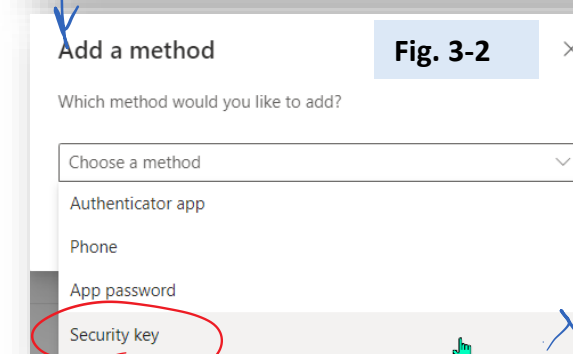 Add a method
Fig. 3-2
Which method would you like to add?
Choose a method
Authenticator app
Phone
App password
Security key